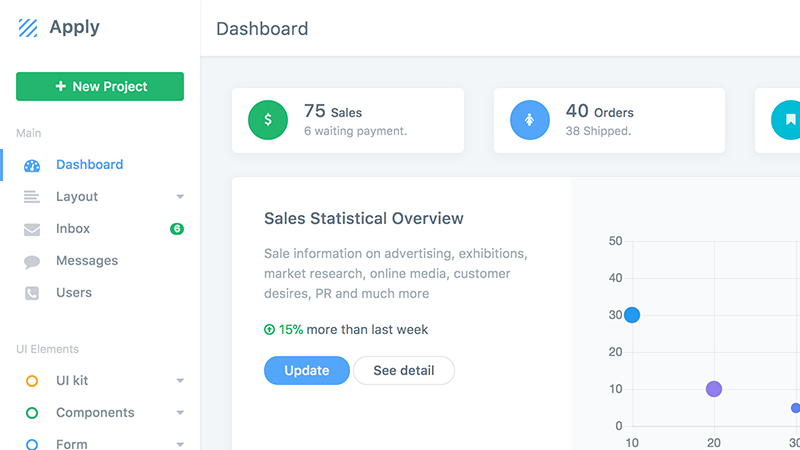 Apply
New Project
Main
Dashboard
Layout
Inbox 6
Messages
Users
UI Elements
UI kit
Components
Form
Dashboard
75 Sales
6 waiting payment.
40 Orders
38 Shipped.
Sales Statistical Overview
Sale information on advertising, exhibitions,
market research, online media, customer
desires, PR and much more
15% more than last week
Update See detail
50
40
30
20
10
0
10 20 30